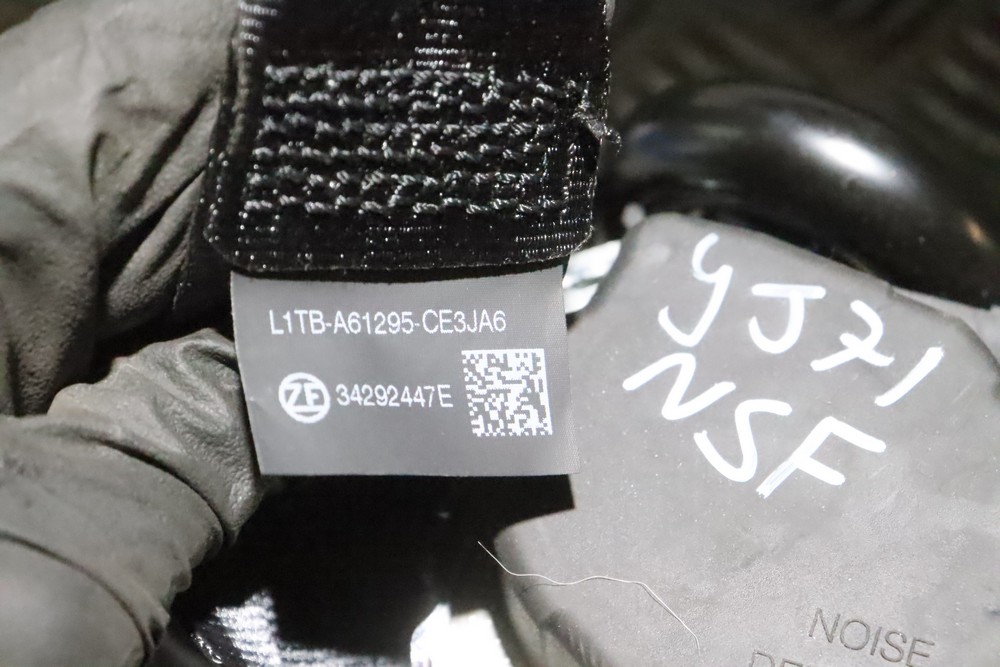 L1TB-A61295-CE3JA6
ZF 34292447E
YJ71
NSF
NOISE